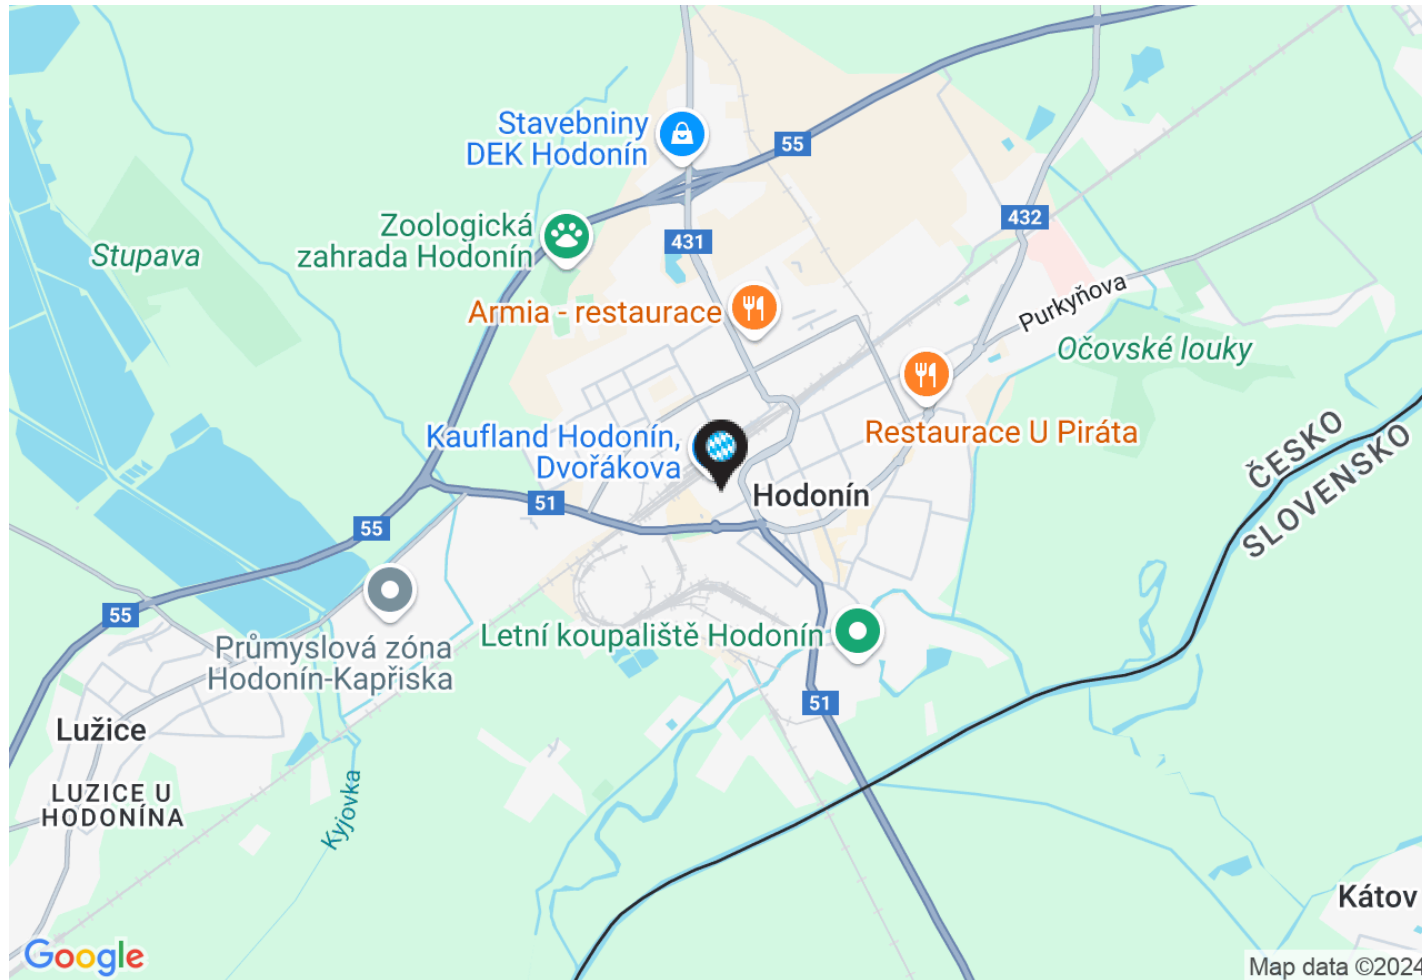 Stavebniny
DEK Hodonín
55
Zoologická
zahrada Hodonín
431
432
Stupava
Purkyňova
Armia - restaurace
Očovské louky
Restaurace U Piráta
Kaufland Hodonín,
Dvořákova
Hodonín
ČESKO
SLOVENSKO
51
55
55
Průmyslová zóna
Hodonín-Kapřiska
Letní koupaliště Hodonín
51
Lužice
LUZICE U
HODONÍNA
Kyjovka
Kátov
Google
Map data ©2024